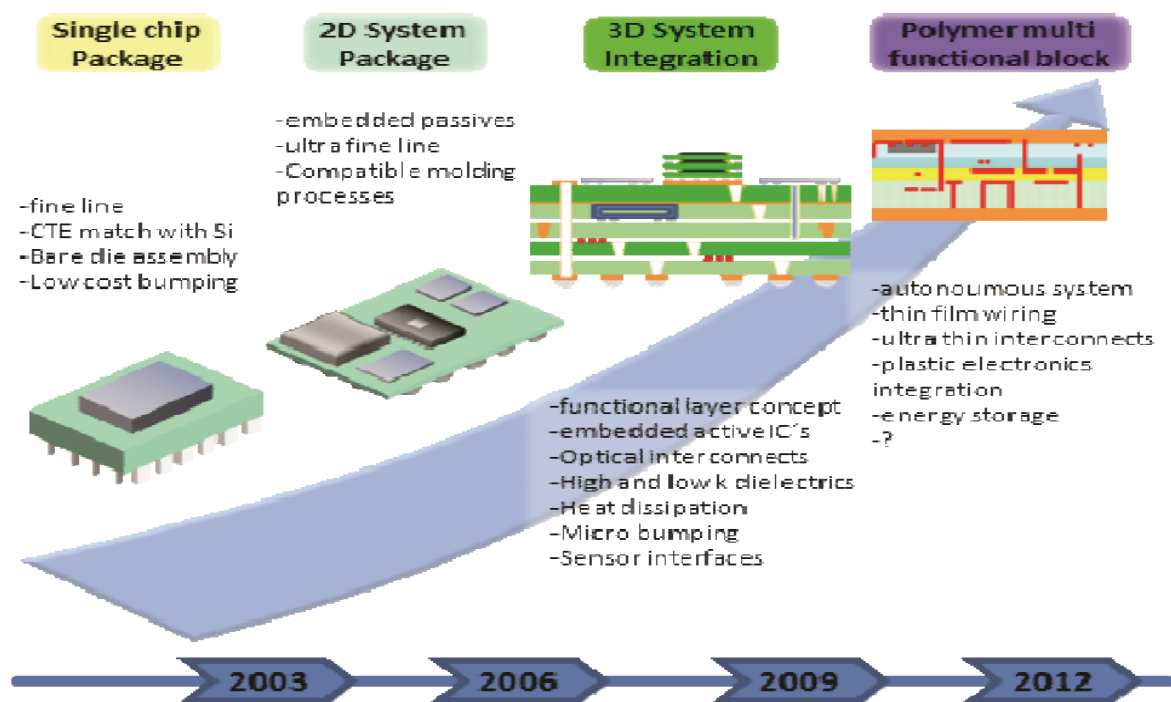 Single chip
Package
2D System
Package
3D System
Integration
Polymer multi
functional block
-fine line
-CTE match with Si
-Bare die assembly
-Low cost bumping
-embedded passives
-ultra fine line
-Compatible molding
processes
-functional layer concept
-embedded active IC´s
-Optical interconnects
-High and low k dielectrics
-Heat dissipation
-Micro bumping
-Sensor interfaces
-autonoumous system
-thin film wiring
-ultra thin interconnects
-plastic electronics
integration
-energy storage
-?
2003
2006
2009
2012